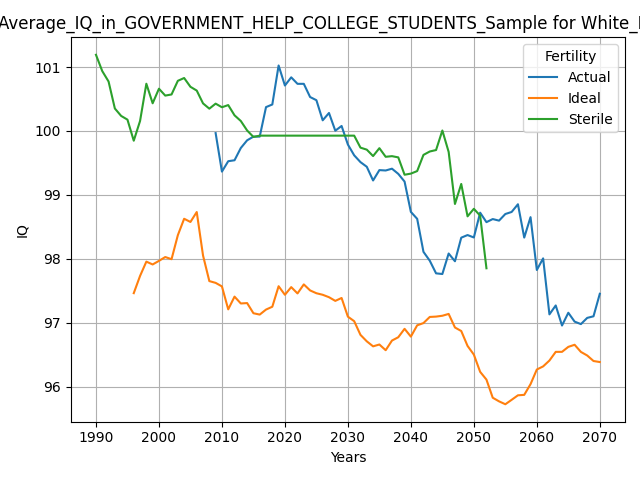 Average_IQ_in_GOVERNMENT_HELP_COLLEGE_STUDENTS_Sample for White_
Fertility
Actual
Ideal
Sterile
101
100
99
98
97
96
IQ
1990
2000
2010
2020
2030
2040
2050
2060
2070
Years